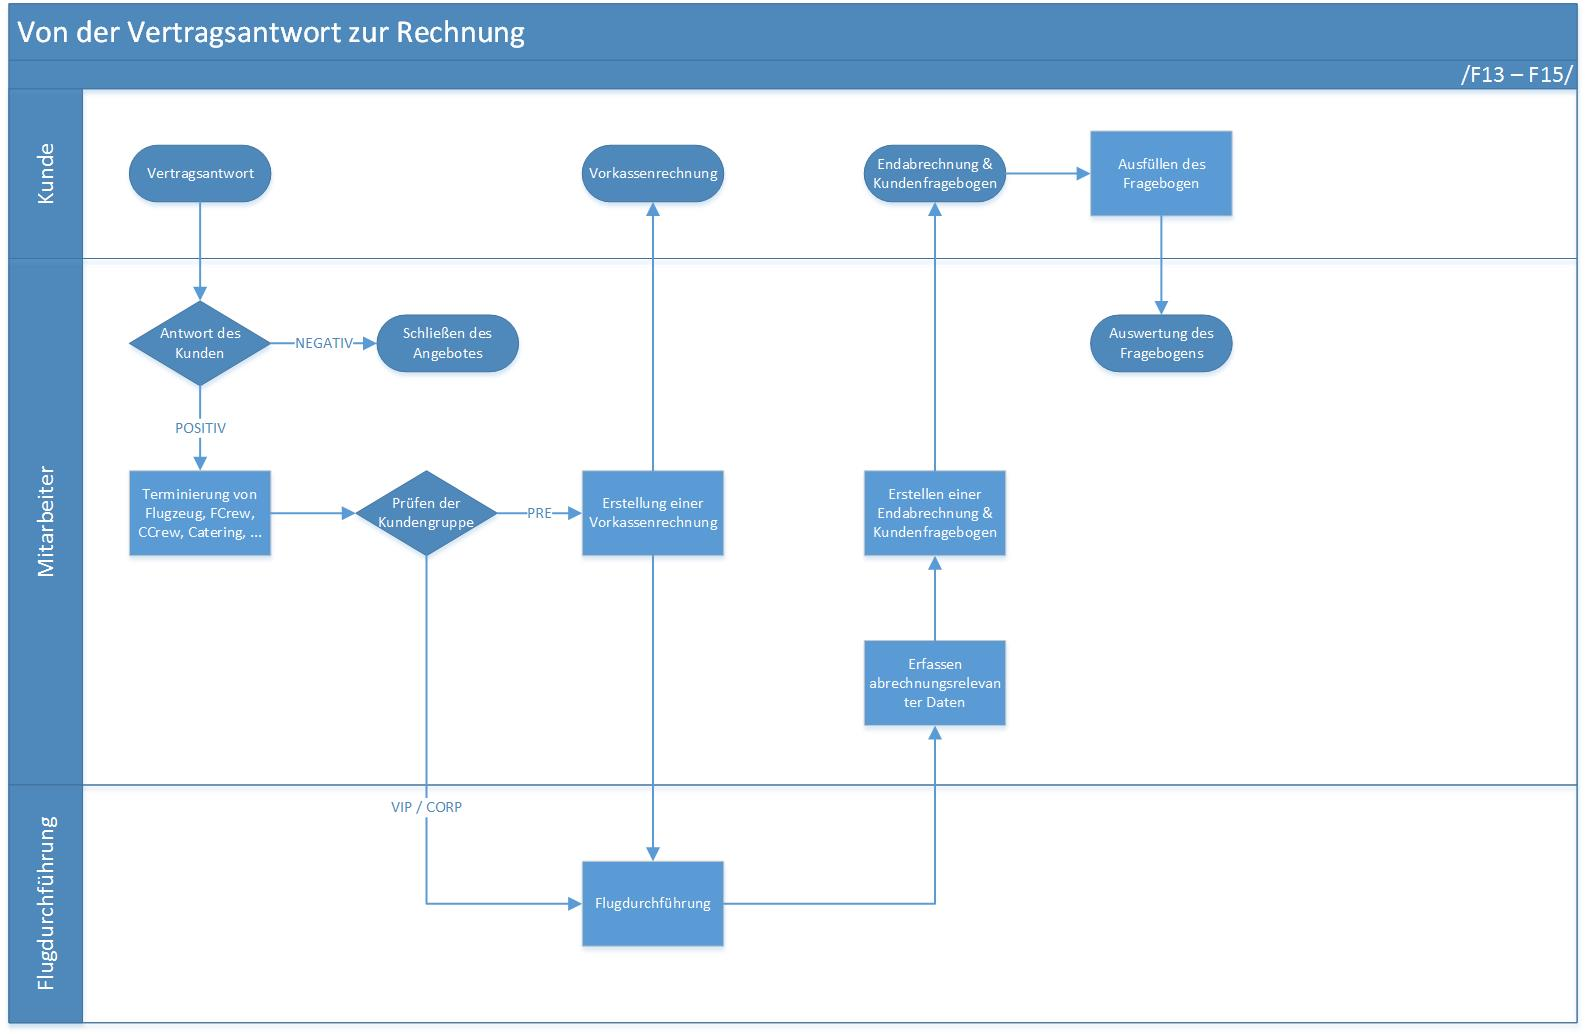 Von der Vertragsantwort zur Rechnung
/F13 – F15/
Kunde
Vertragsantwort
Vorkassenrechnung
Endabrechnung &
Kundenfragebogen
Ausfüllen des
Fragebogen
Mitarbeiter
Antwort des
Kunden
NEGATIV
Schließen des
Angebotes
Auswertung des
Fragebogens
POSITIV
Terminierung von
Flugzeug, FCrew,
CCrew, Catering, ...
Prüfen der
Kundengruppe
PRE
Erstellung einer
Vorkassenrechnung
Erstellen einer
Endabrechnung &
Kundenfragebogen
Erfassen
abrechnungsrelevan
ter Daten
Flugdurchführung
VIP / CORP
Flugdurchführung